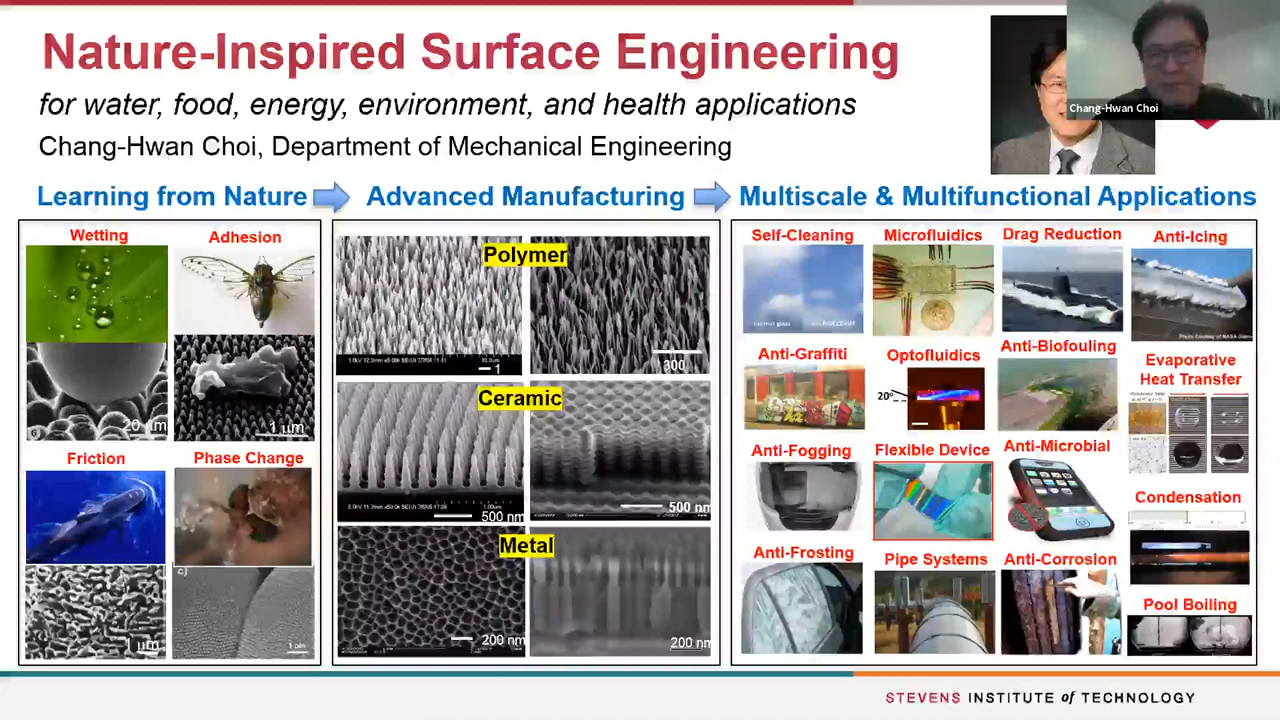 Nature-Inspired Surface Engineering
for water, food, energy, environment, and health applications
Chang-Hwan Choi, Department of Mechanical Engineering
Chang-Hwan Choi
Learning from Nature
Advanced Manufacturing
Multiscale & Multifunctional Applications
Wetting
Adhesion
20 µm
1 µm
Friction
Phase Change
1 µm
Polymer
1
300
Ceramic
500 nm
500 nm
Metal
200 nm
200 nm
Self-Cleaning
Microfluidics
Drag Reduction
Anti-Icing
normal glass
Anti-Graffiti
Optofluidics
20°
Anti-Biofouling
Evaporative
Heat Transfer
Anti-Fogging
Flexible Device
Anti-Microbial
Condensation
Anti-Frosting
Pipe Systems
Anti-Corrosion
Pool Boiling
STEVENS INSTITUTE of TECHNOLOGY